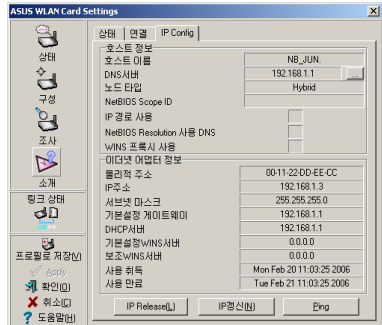 ASUS WLAN Card Settings
상태
구성
조사
소개
링크 상태
프로필로 저장(V)
Apply
확인(O)
취소(C)
도움말(H)
상태 연결 IP Config
호스트 정보
호스트 이름 NB_JUN.
DNS서버 192.168.1.1 ...
노드 타입 Hybrid
NetBIOS Scope ID
IP 경로 사용
NetBIOS Resolution 사용 DNS
WINS 프록시 사용
이더넷 어댑터 정보
물리적 주소 00-11-22-DD-EE-CC
IP주소 192.168.1.3
서브넷 마스크 255.255.255.0
기본설정 게이트웨이 192.168.1.1
DHCP서버 192.168.1.1
기본설정WINS서버 0.0.0.0
보조WINS서버 0.0.0.0
사용 취득 Mon Feb 20 11:03:25 2006
사용 만료 Tue Feb 21 11:03:25 2006
IP Release(L) IP갱신(N) Ping